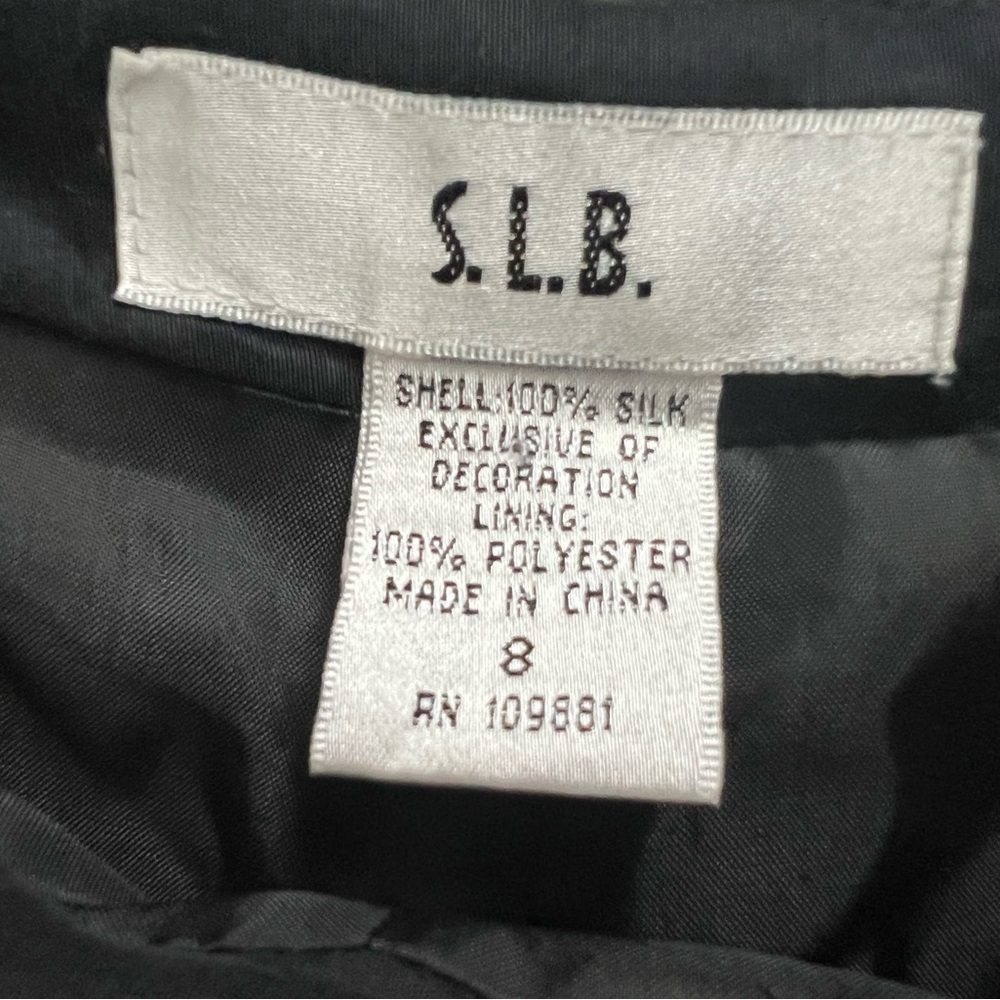 S.L.B.
SHELL:100% SILK
EXCLUSIVE OF
DECORATION
LINING:
100% POLYESTER
MADE IN CHINA
8
RN 109881